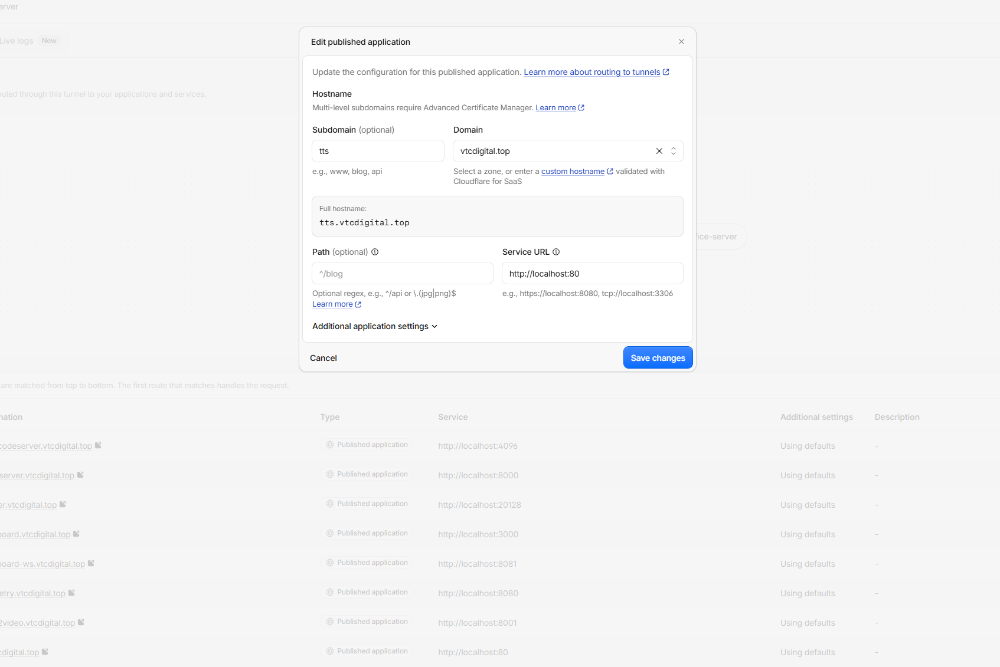 erver
Live logs New
Edit published application
Update the configuration for this published application. Learn more about routing to tunnels
outed through this tunnel to your applications and services.
Hostname
Multi-level subdomains require Advanced Certificate Manager. Learn more
Subdomain (optional)
Domain
tts
vtcdigital.top
e.g., www, blog, api
Select a zone, or enter a custom hostname validated with
Cloudflare for SaaS
Full hostname:
tts.vtcdigital.top
fice-server
Path (optional)
Service URL
^/blog
http://localhost:80
Optional regex, e.g., ^/api or \.(jpg|png)$
Learn more
e.g., https://localhost:8080, tcp://localhost:3306
Additional application settings
Cancel
Save changes
are matched from top to bottom. The first route that matches handles the request.
nation Type Service Additional settings Description
codeserver.vtcdigital.top Published application http://localhost:4096 Using defaults -
server.vtcdigital.top Published application http://localhost:8000 Using defaults -
er.vtcdigital.top Published application http://localhost:20128 Using defaults -
board.vtcdigital.top Published application http://localhost:3000 Using defaults -
board-ws.vtcdigital.top Published application http://localhost:8081 Using defaults -
etry.vtcdigital.top Published application http://localhost:8080 Using defaults -
2video.vtcdigital.top Published application http://localhost:8001 Using defaults -
cdigital.top Published application http://localhost:80 Using defaults -